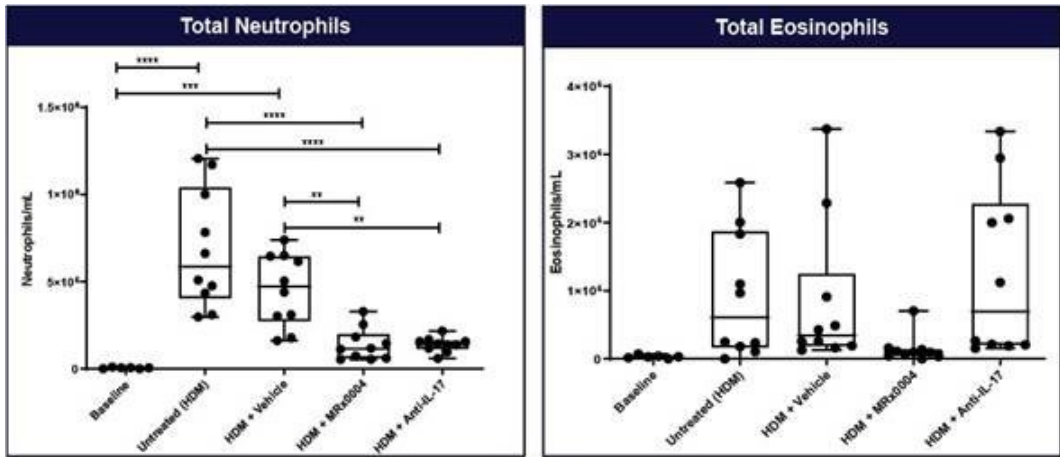 Total Neutrophils
****
***
****
****
**
**
1.5×10⁶
1×10⁶
5×10⁵
0
Neutrophils/mL
Baseline
Untreated (HDM)
HDM + Vehicle
HDM + MRx0004
HDM + Anti-IL-17
Total Eosinophils
4×10⁶
3×10⁶
2×10⁶
1×10⁶
0
Eosinophils/mL
Baseline
Untreated (HDM)
HDM + Vehicle
HDM + MRx0004
HDM + Anti-IL-17